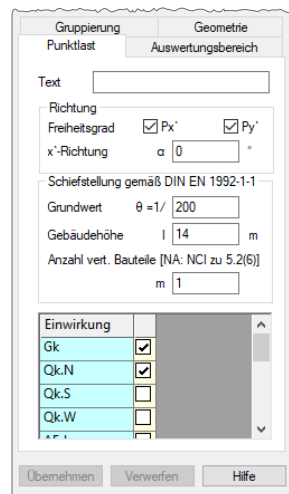 Gruppierung Geometrie
Punktlast Auswertungsbereich
Text
Richtung
Freiheitsgrad Px` Py`
x`-Richtung α 0 °
Schiefstellung gemäß DIN EN 1992-1-1
Grundwert θ =1/ 200
Gebäudehöhe l 14 m
Anzahl vert. Bauteile [NA: NCI zu 5.2(6)]
m 1
Einwirkung
Gk
Qk.N
Qk.S
Qk.W
Übernehmen Verwerfen Hilfe